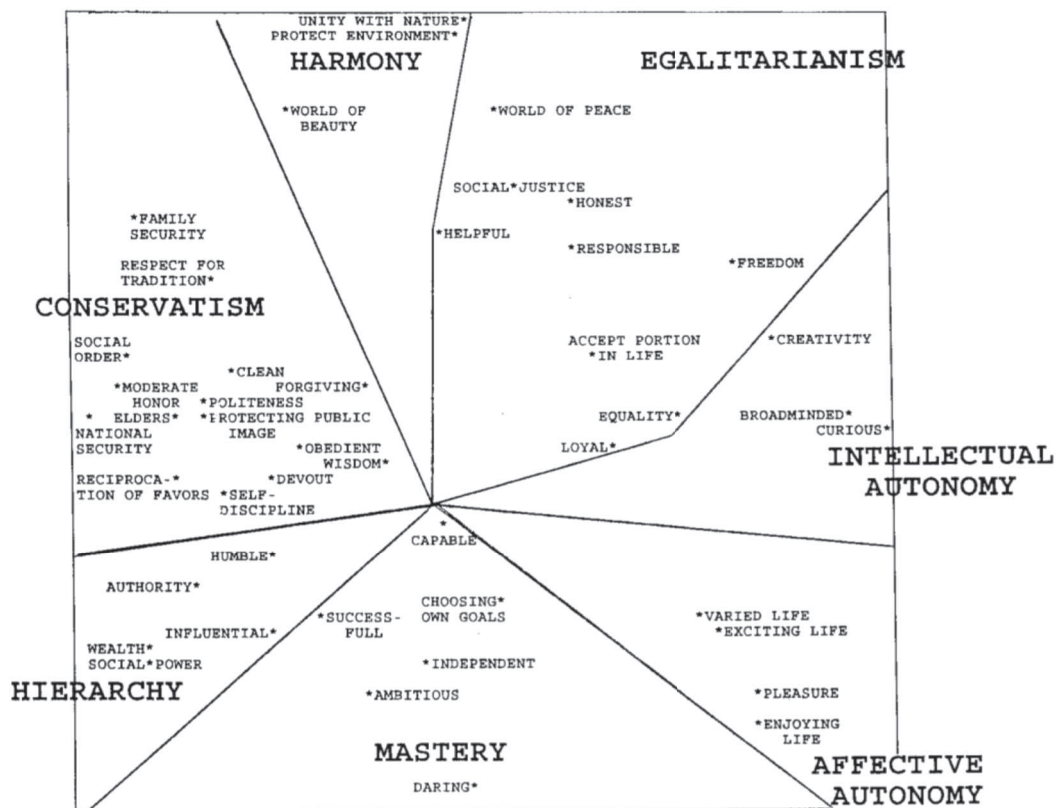 UNITY WITH NATURE*
PROTECT ENVIRONMENT*
HARMONY
EGALITARIANISM
*WORLD OF
BEAUTY
*WORLD OF PEACE
SOCIAL*JUSTICE
*HONEST
*FAMILY
SECURITY
*HELPFUL
*RESPONSIBLE
RESPECT FOR
TRADITION*
*FREEDOM
CONSERVATISM
SOCIAL
ORDER*
ACCEPT PORTION
*IN LIFE
*CREATIVITY
*CLEAN
*MODERATE
FORGIVING*
HONOR
*POLITENESS
* ELDERS*
*PROTECTING PUBLIC
IMAGE
NATIONAL
SECURITY
EQUALITY*
BROADMINDED*
CURIOUS*
LOYAL*
*OBEDIENT
WISDOM*
INTELLECTUAL
AUTONOMY
RECIPROCA-*
TION OF FAVORS
*DEVOUT
*SELF-
DISCIPLINE
*
CAPABLE
HUMBLE*
AUTHORITY*
CHOOSING*
OWN GOALS
*SUCCESS-
FULL
*VARIED LIFE
*EXCITING LIFE
INFLUENTIAL*
WEALTH*
SOCIAL*POWER
*INDEPENDENT
HIERARCHY
*AMBITIOUS
*PLEASURE
*ENJOYING
LIFE
MASTERY
AFFECTIVE
AUTONOMY
DARING*